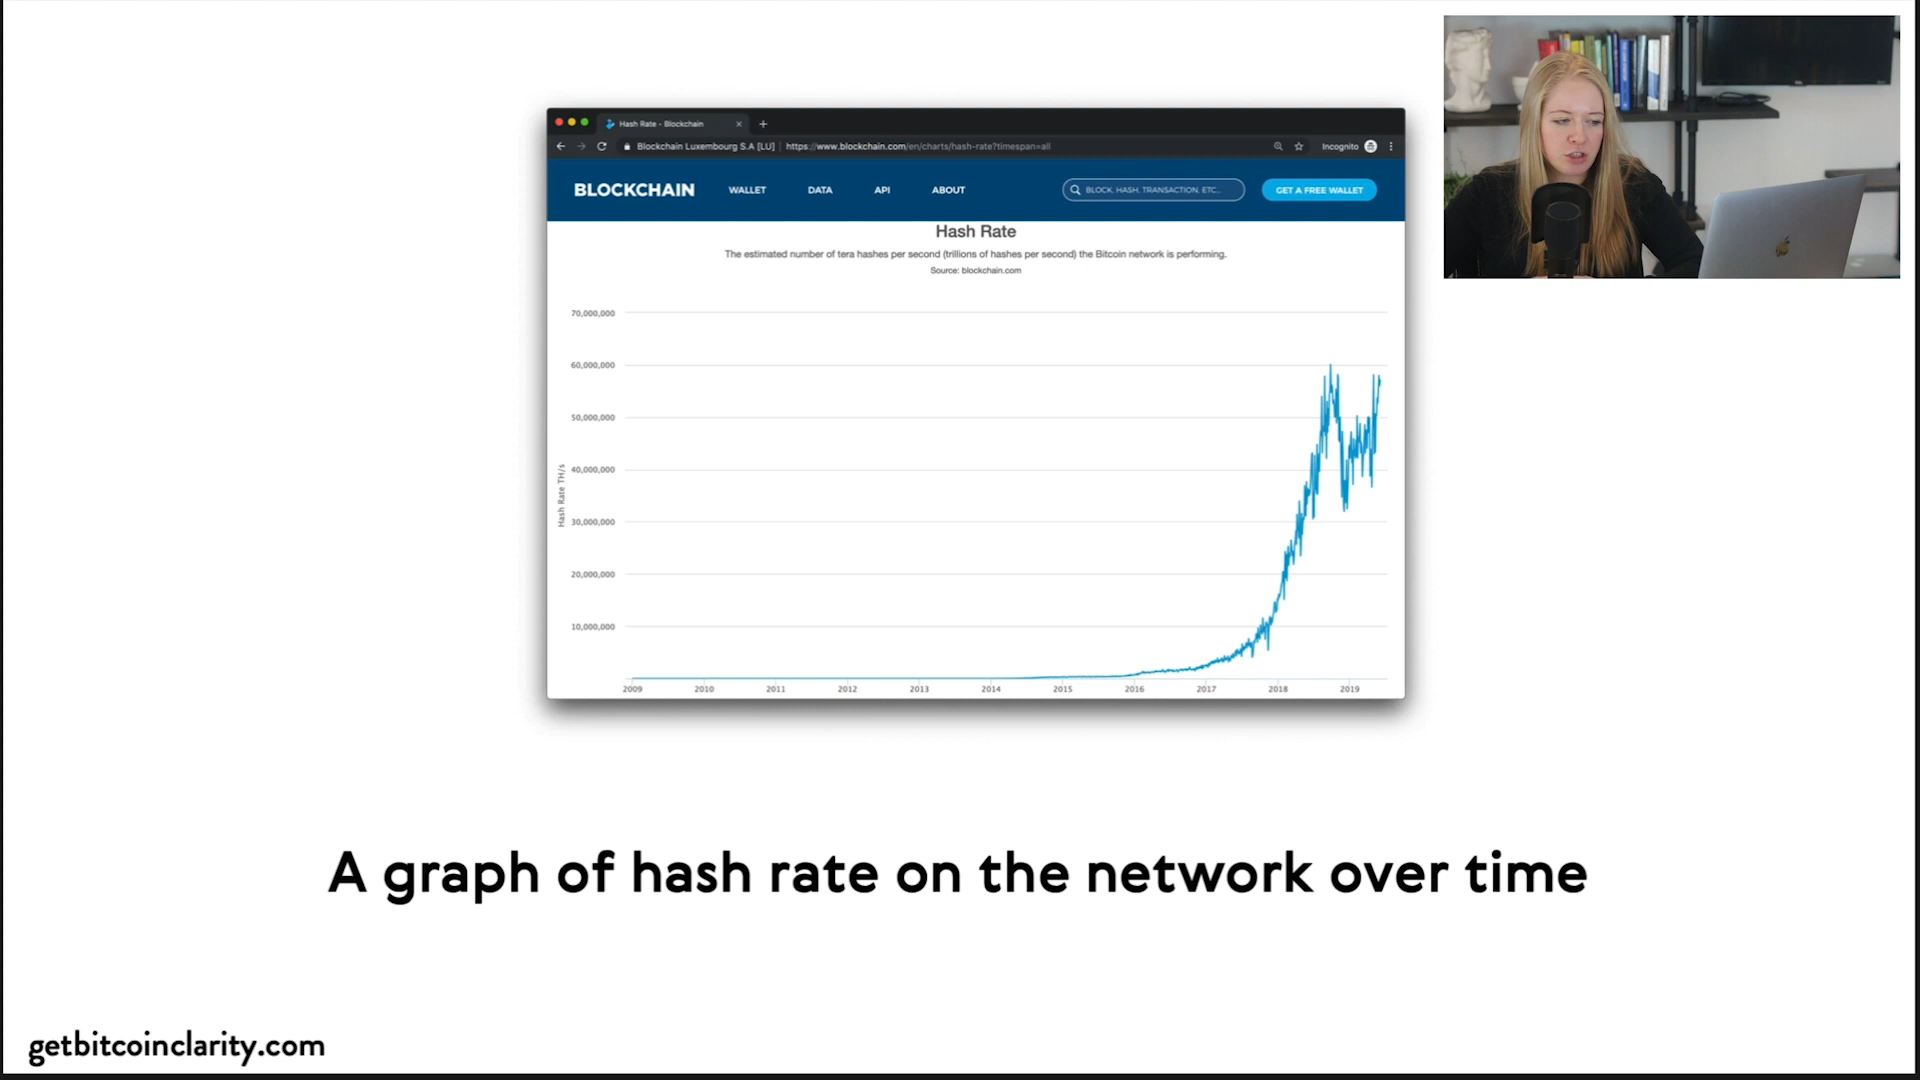 Hash Rate - Blockchain
Blockchain Luxembourg S.A [LU] https://www.blockchain.com/en/charts/hash-rate?timespan=all Incognito
BLOCKCHAIN WALLET DATA API ABOUT BLOCK, HASH, TRANSACTION, ETC... GET A FREE WALLET
Hash Rate
The estimated number of tera hashes per second (trillions of hashes per second) the Bitcoin network is performing.
Source: blockchain.com
Hash Rate TH/s
70,000,000
60,000,000
50,000,000
40,000,000
30,000,000
20,000,000
10,000,000
2009 2010 2011 2012 2013 2014 2015 2016 2017 2018 2019
A graph of hash rate on the network over time
getbitcoinclarity.com